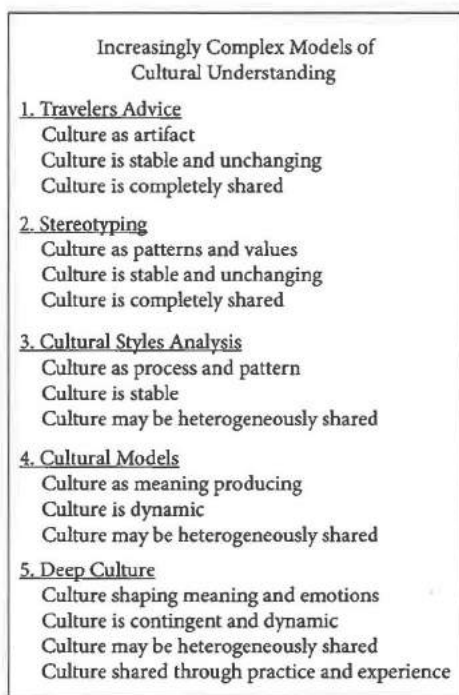 Increasingly Complex Models of
Cultural Understanding
1. Travelers Advice
Culture as artifact
Culture is stable and unchanging
Culture is completely shared
2. Stereotyping
Culture as patterns and values
Culture is stable and unchanging
Culture is completely shared
3. Cultural Styles Analysis
Culture as process and pattern
Culture is stable
Culture may be heterogeneously shared
4. Cultural Models
Culture as meaning producing
Culture is dynamic
Culture may be heterogeneously shared
5. Deep Culture
Culture shaping meaning and emotions
Culture is contingent and dynamic
Culture may be heterogeneously shared
Culture shared through practice and experience